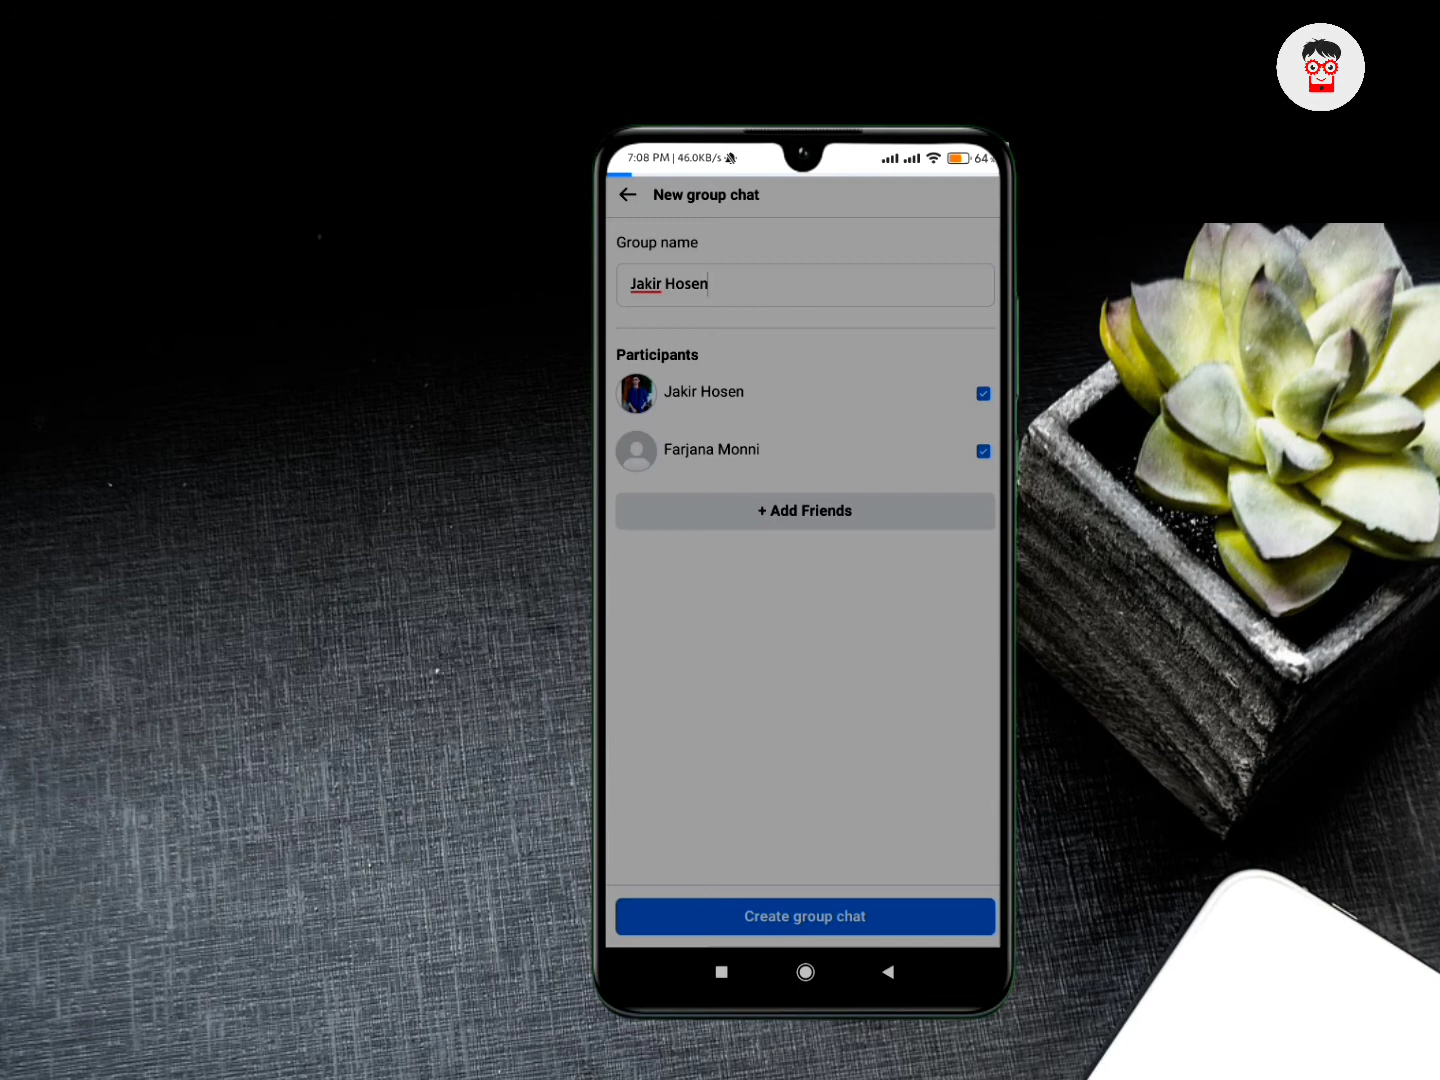 7:08 PM | 46.0KB/s
64
New group chat
Group name
Jakir Hosen
Participants
Jakir Hosen
Farjana Monni
+ Add Friends
Create group chat